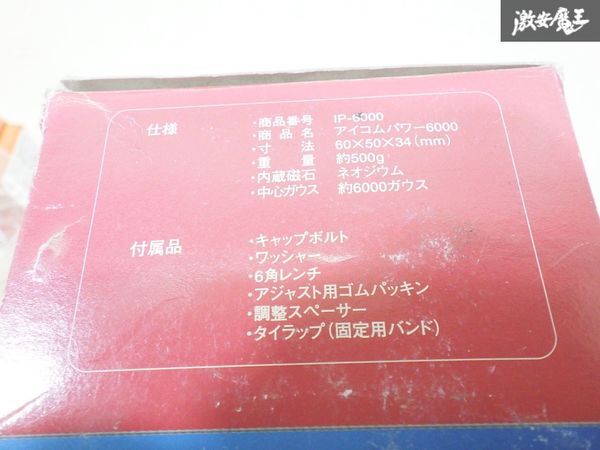 激安魔王
仕様
・商品番号 IP-6000
・商品名 アイコムパワー6000
・寸法 60×50×34(mm)
・重量 約500g
・内蔵磁石 ネオジウム
・中心ガウス 約6000ガウス
付属品
・キャップボルト
・ワッシャー
・6角レンチ
・アジャスト用ゴムパッキン
・調整スペーサー
・タイラップ(固定用バンド)